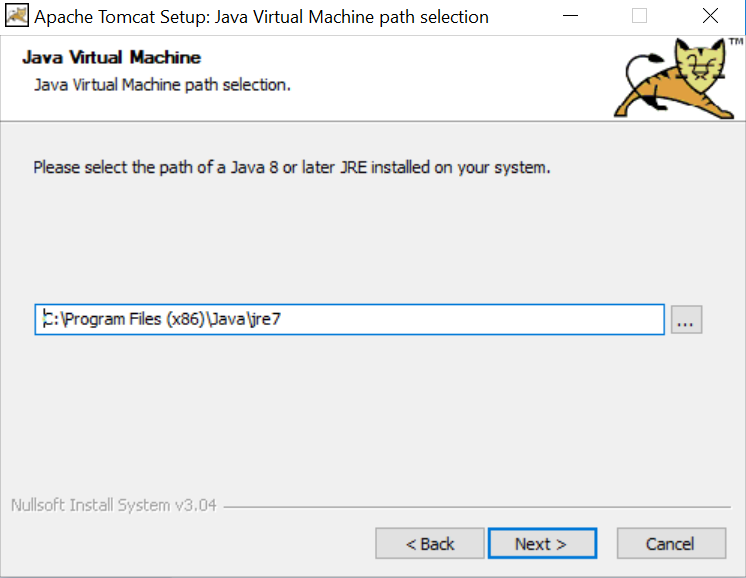 Apache Tomcat Setup: Java Virtual Machine path selection
TM
Java Virtual Machine
Java Virtual Machine path selection.
Please select the path of a Java 8 or later JRE installed on your system.
C:\Program Files (x86)\Java\jre7
...
Nullsoft Install System v3.04
< Back
Next >
Cancel